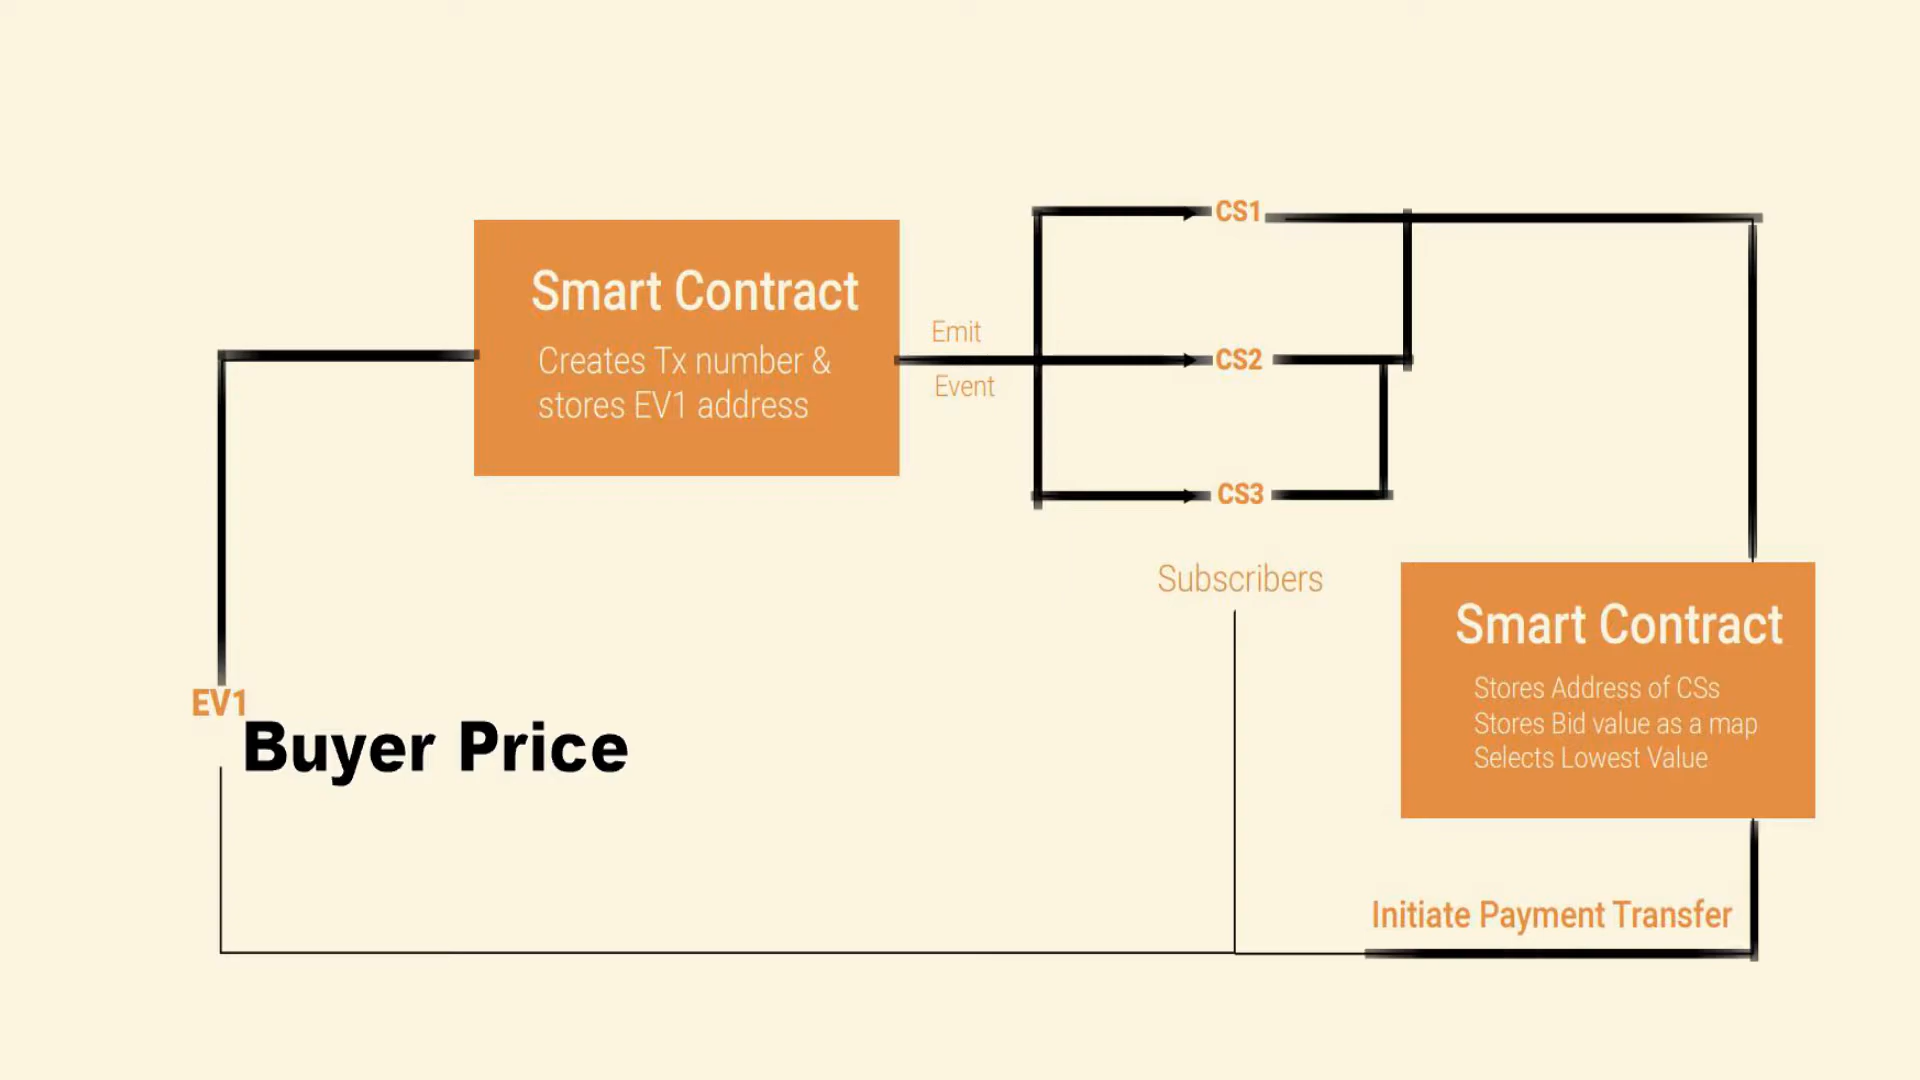 Smart Contract
Creates Tx number &
stores EV1 address
Emit
Event
CS1
CS2
CS3
Subscribers
Smart Contract
Stores Address of CSs
Stores Bid value as a map
Selects Lowest Value
EV1
Buyer Price
Initiate Payment Transfer